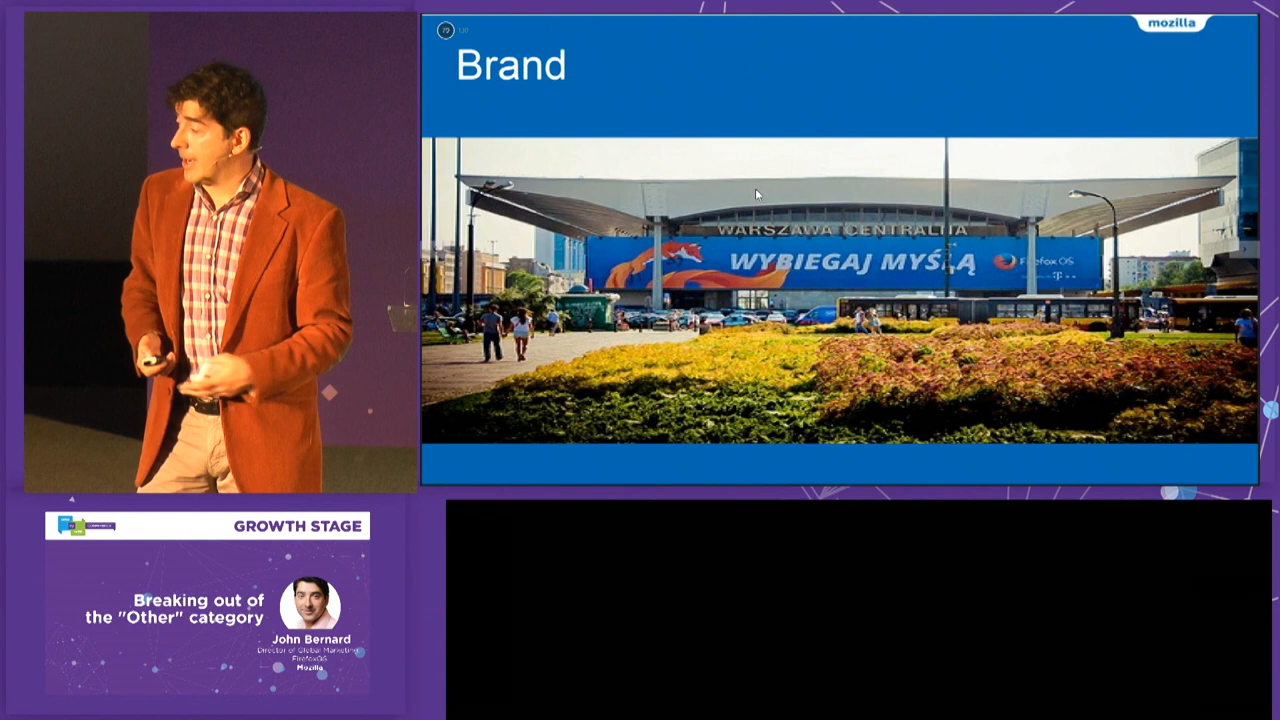 mozilla
Brand
WARSZAWA CENTRALNA
WYBIEGAJ MYŚLĄ
Firefox OS
GROWTH STAGE
Breaking out of
the "Other" category
John Bernard
Director of Global Marketing,
FirefoxOS
Mozilla